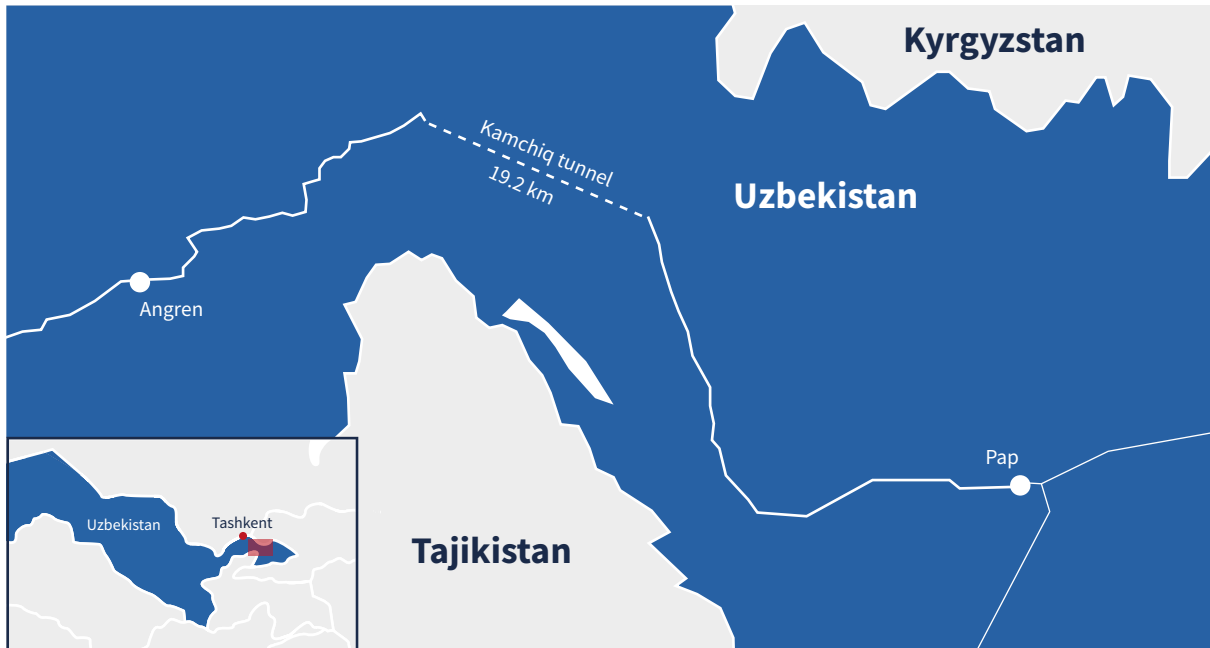 Kyrgyzstan
Kamchiq tunnel
19.2 km
Uzbekistan
Angren
Pap
Uzbekistan
Tashkent
Tajikistan